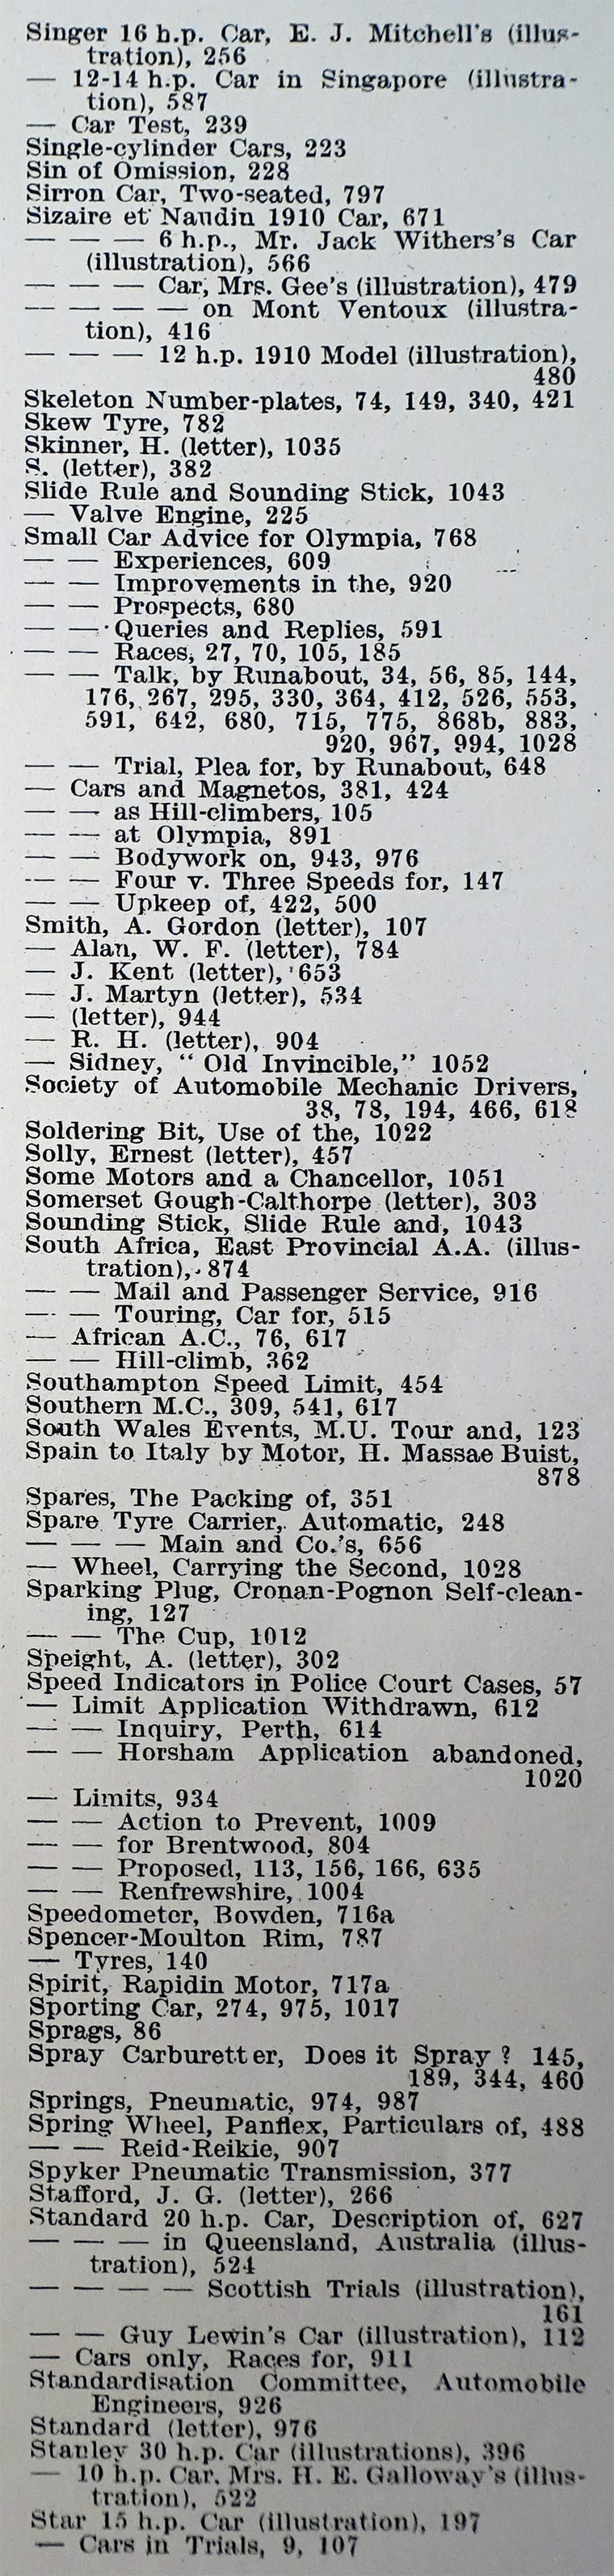 Singer 16 h.p. Car, E. J. Mitchell's (illus-
tration), 256
— 12-14 h.p. Car in Singapore (illustra-
tion), 587
— Car Test, 239
Single-cylinder Cars, 223
Sin of Omission, 228
Sirron Car, Two-seated, 797
Sizaire et Naudin 1910 Car, 671
— — — 6 h.p., Mr. Jack Withers's Car
(illustration), 566
— — — Car, Mrs. Gee's (illustration), 479
— — — — on Mont Ventoux (illustra-
tion), 416
— — — 12 h.p. 1910 Model (illustration),
480
Skeleton Number-plates, 74, 149, 340, 421
Skew Tyre, 782
Skinner, H. (letter), 1035
S. (letter), 382
Slide Rule and Sounding Stick, 1043
— Valve Engine, 225
Small Car Advice for Olympia, 768
— — Experiences, 609
— — Improvements in the, 920
— — Prospects, 680
— — Queries and Replies, 591
— — Races, 27, 70, 105, 185
— — Talk, by Runabout, 34, 56, 85, 144,
176, 267, 295, 330, 364, 412, 526, 553,
591, 642, 680, 715, 775, 868b, 883,
920, 967, 994, 1028
— — Trial, Plea for, by Runabout, 648
— Cars and Magnetos, 381, 424
— — as Hill-climbers, 105
— — at Olympia, 891
— — Bodywork on, 943, 976
— — Four v. Three Speeds for, 147
— — Upkeep of, 422, 500
Smith, A. Gordon (letter), 107
— Alan, W. F. (letter), 784
— J. Kent (letter), 653
— J. Martyn (letter), 534
— (letter), 944
— R. H. (letter), 904
— Sidney, " Old Invincible," 1052
Society of Automobile Mechanic Drivers,
38, 78, 194, 466, 618
Soldering Bit, Use of the, 1022
Solly, Ernest (letter), 457
Some Motors and a Chancellor, 1051
Somerset Gough-Calthorpe (letter), 303
Sounding Stick, Slide Rule and, 1043
South Africa, East Provincial A.A. (illus-
tration), 874
— — Mail and Passenger Service, 916
— — Touring, Car for, 515
— African A.C., 76, 617
— — Hill-climb, 362
Southampton Speed Limit, 454
Southern M.C., 309, 541, 617
South Wales Events, M.U. Tour and, 123
Spain to Italy by Motor, H. Massae Buist,
878
Spares, The Packing of, 351
Spare Tyre Carrier, Automatic, 248
— — — Main and Co.'s, 656
— Wheel, Carrying the Second, 1028
Sparking Plug, Cronan-Pognon Self-clean-
ing, 127
— — The Cup, 1012
Speight, A. (letter), 302
Speed Indicators in Police Court Cases, 57
— Limit Application Withdrawn, 612
— — Inquiry, Perth, 614
— — Horsham Application abandoned,
1020
— Limits, 934
— — Action to Prevent, 1009
— — for Brentwood, 804
— — Proposed, 113, 156, 166, 635
— — Renfrewshire, 1004
Speedometer, Bowden, 716a
Spencer-Moulton Rim, 787
— Tyres, 140
Spirit, Rapidin Motor, 717a
Sporting Car, 274, 975, 1017
Sprags, 86
Spray Carburetter, Does it Spray ? 145,
189, 344, 460
Springs, Pneumatic, 974, 987
Spring Wheel, Panflex, Particulars of, 488
— — Reid-Reikie, 907
Spyker Pneumatic Transmission, 377
Stafford, J. G. (letter), 266
Standard 20 h.p. Car, Description of, 627
— — — in Queensland, Australia (illus-
tration), 524
— — — — Scottish Trials (illustration),
161
— — Guy Lewin's Car (illustration), 112
— Cars only, Races for, 911
Standardisation Committee, Automobile
Engineers, 926
Standard (letter), 976
Stanley 30 h.p. Car (illustrations), 396
— 10 h.p. Car, Mrs. H. E. Galloway's (illus-
tration), 522
Star 15 h.p. Car (illustration), 197
— Cars in Trials, 9, 107